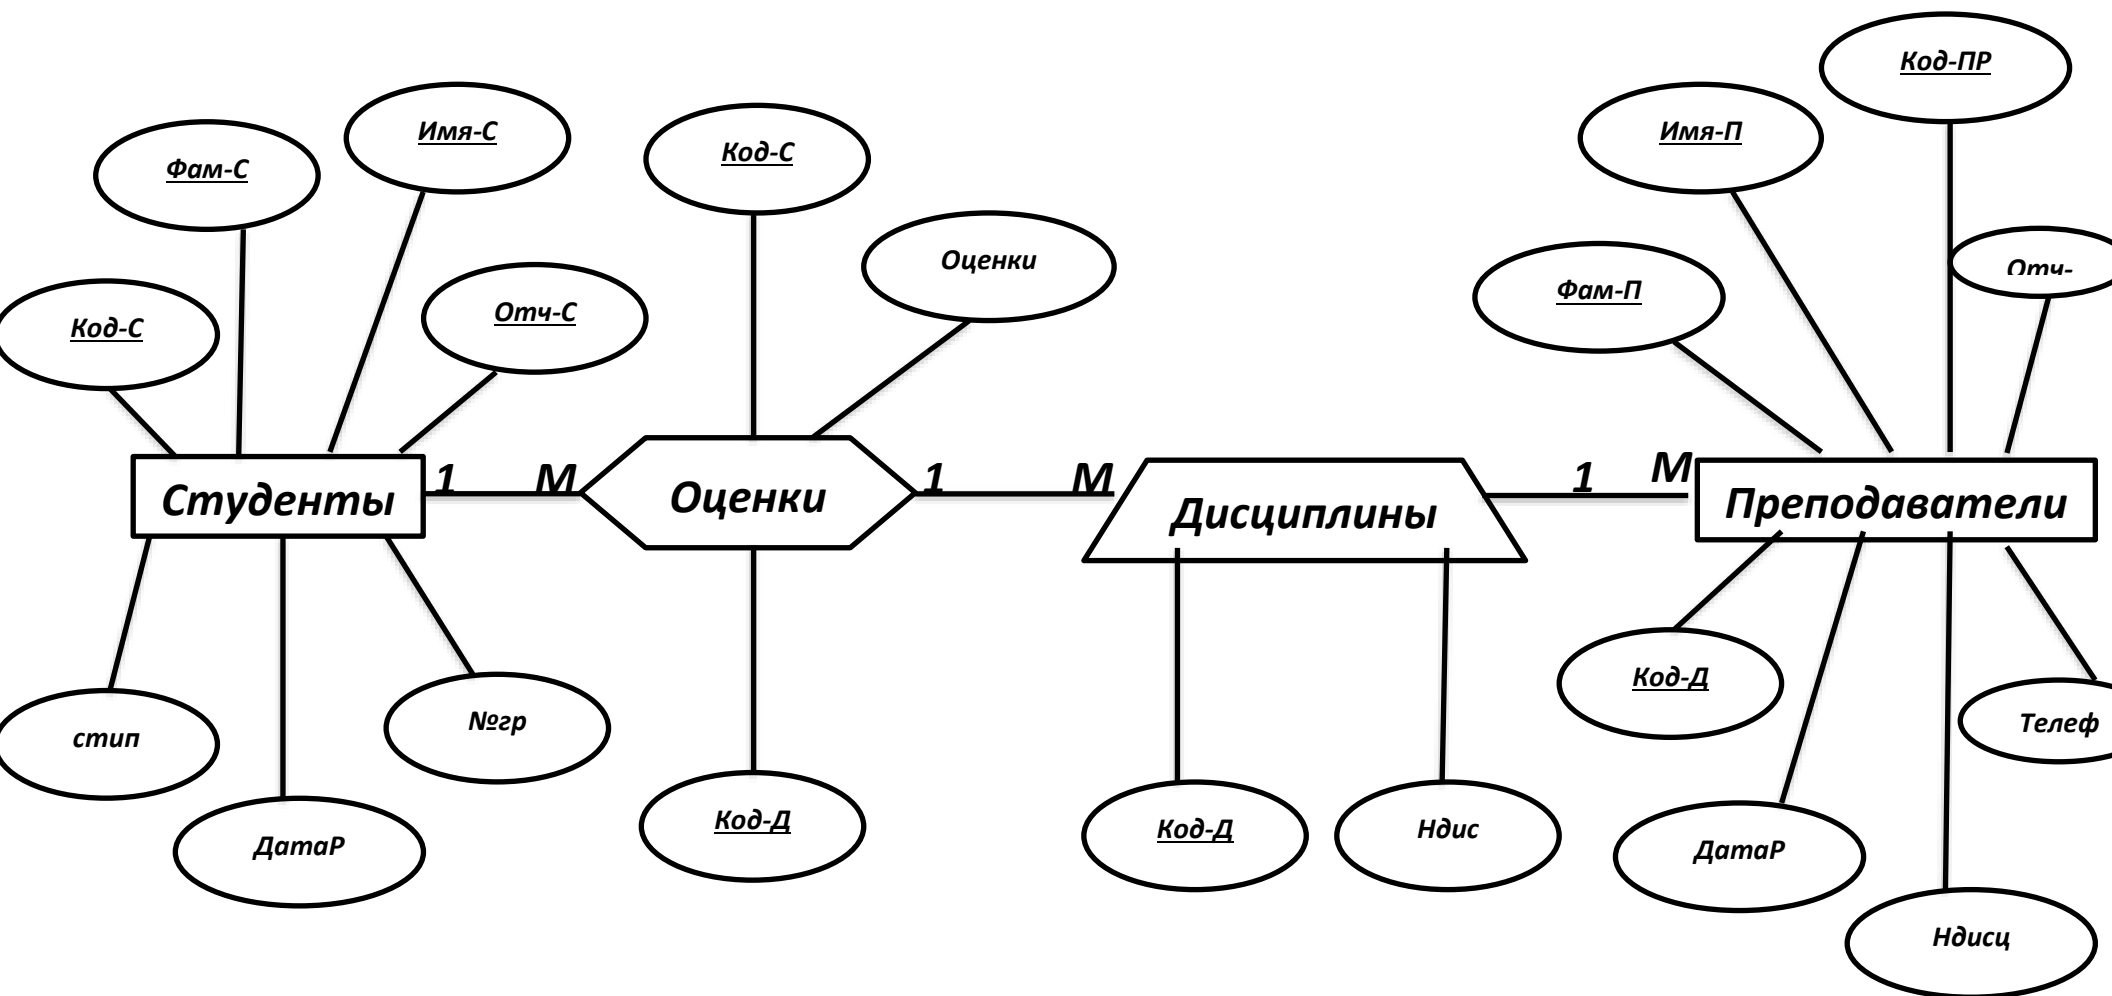 Код-ПР
Имя-С
Имя-П
Код-С
Фам-С
Оценки
Отч-
Фам-П
Отч-С
Код-С
1
М
1
М
1
М
Студенты
Оценки
Дисциплины
Преподаватели
Код-Д
№гр
Телеф
стип
Код-Д
Код-Д
Ндис
ДатаР
ДатаР
Ндисц